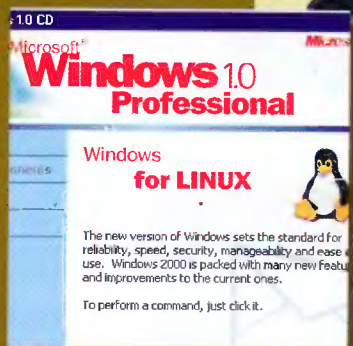 s 1.0 CD
Microsoft
Micros
Windows 1.0
Professional
Windows
for LINUX
The new version of Windows sets the standard for
reliability, speed, security, manageability and ease
use. Windows 2000 is packed with many new featu
and improvements to the current ones.
To perform a command, just click it.